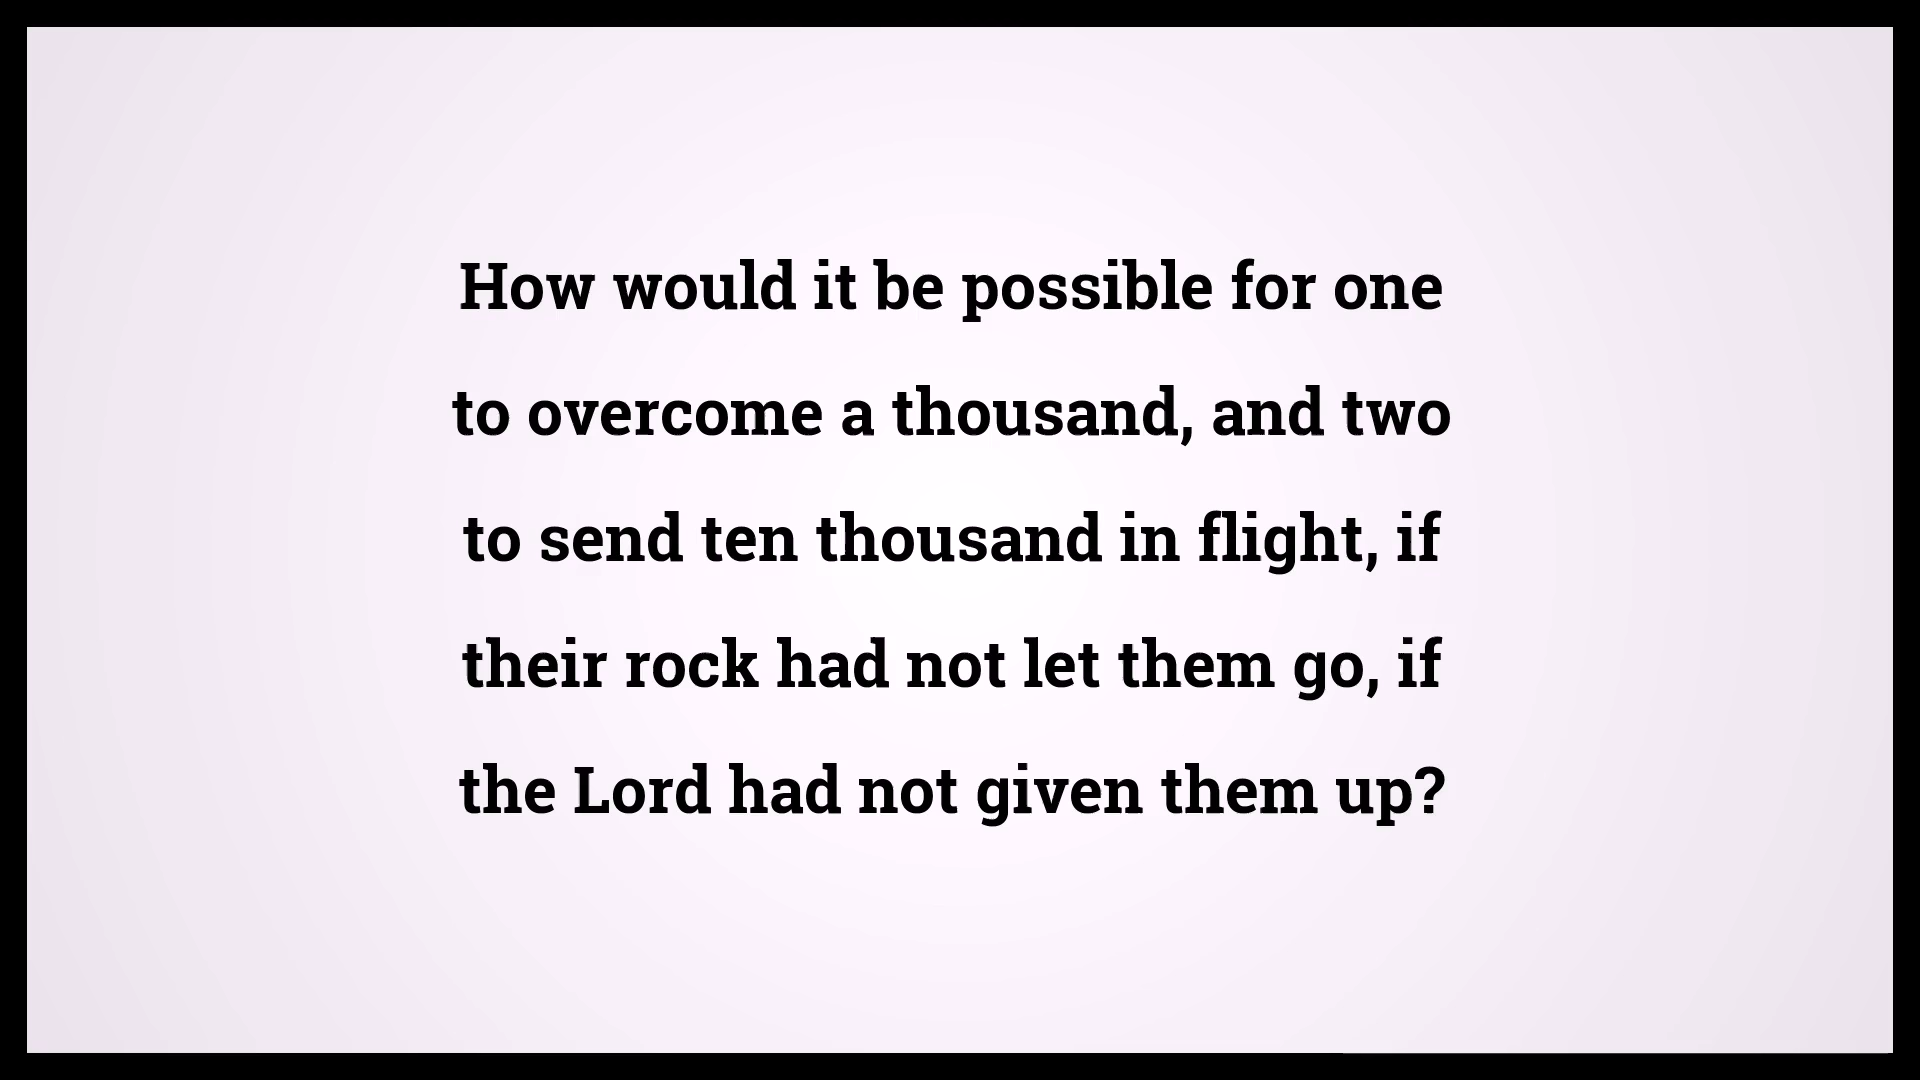 How would it be possible for one
to overcome a thousand, and two
to send ten thousand in flight, if
their rock had not let them go, if
the Lord had not given them up?